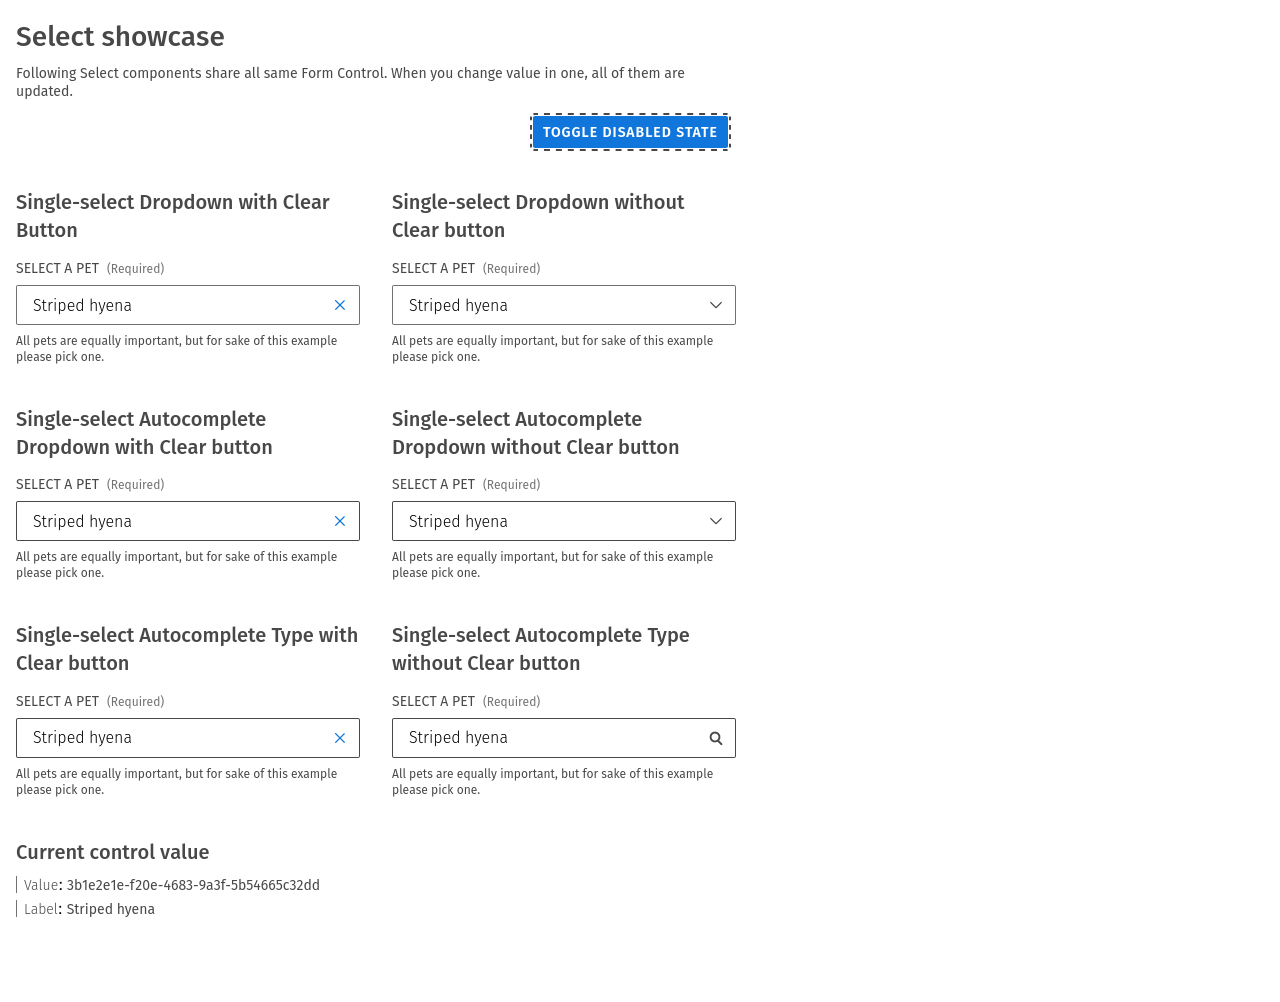 Select showcase
Following Select components share all same Form Control. When you change value in one, all of them are
updated.
TOGGLE DISABLED STATE
Single-select Dropdown with Clear
Button
SELECT A PET (Required)
Striped hyena
All pets are equally important, but for sake of this example
please pick one.
Single-select Dropdown without
Clear button
SELECT A PET (Required)
Striped hyena
All pets are equally important, but for sake of this example
please pick one.
Single-select Autocomplete
Dropdown with Clear button
SELECT A PET (Required)
Striped hyena
All pets are equally important, but for sake of this example
please pick one.
Single-select Autocomplete
Dropdown without Clear button
SELECT A PET (Required)
Striped hyena
All pets are equally important, but for sake of this example
please pick one.
Single-select Autocomplete Type with
Clear button
SELECT A PET (Required)
Striped hyena
All pets are equally important, but for sake of this example
please pick one.
Single-select Autocomplete Type
without Clear button
SELECT A PET (Required)
Striped hyena
All pets are equally important, but for sake of this example
please pick one.
Current control value
Value: 3b1e2e1e-f20e-4683-9a3f-5b54665c32dd
Label: Striped hyena